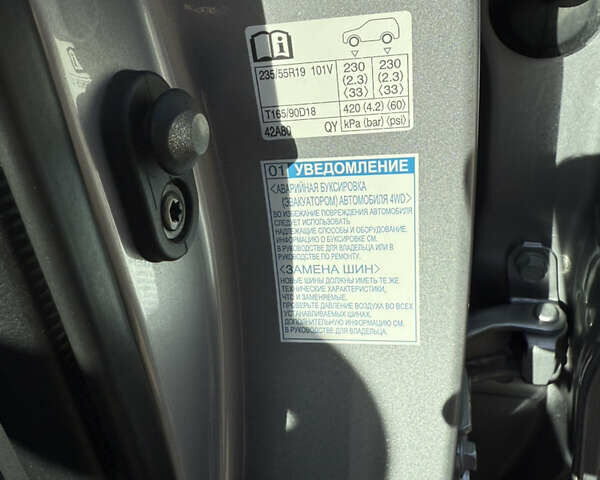 235/55R19 101V 230 230
(2.3) (2.3)
⟨33⟩ ⟨33⟩
T165/90D18 420 (4.2) ⟨60⟩
42A80 QY kPa (bar) ⟨psi⟩
01 УВЕДОМЛЕНИЕ
<АВАРИЙНАЯ БУКСИРОВКА
(ЭВАКУАТОРОМ) АВТОМОБИЛЯ 4WD>
ВО ИЗБЕЖАНИЕ ПОВРЕЖДЕНИЯ АВТОМОБИЛЯ
СЛЕДУЕТ ИСПОЛЬЗОВАТЬ
НАДЛЕЖАЩИЕ СПОСОБЫ БУКСИРОВКИ.
ИНФОРМАЦИЮ О БУКСИРОВКЕ СМ.
В РУКОВОДСТВЕ ДЛЯ ВЛАДЕЛЬЦА ИЛИ В
РУКОВОДСТВЕ ПО РЕМОНТУ.
<ЗАМЕНА ШИН>
НОВЫЕ ШИНЫ ДОЛЖНЫ ИМЕТЬ ТЕ ЖЕ
ТЕХНИЧЕСКИЕ ХАРАКТЕРИСТИКИ,
ЧТО И ЗАМЕНЯЕМЫЕ.
ПРОВЕРЬТЕ ДАВЛЕНИЕ ВОЗДУХА ВО ВСЕХ
УСТАНАВЛИВАЕМЫХ ШИНАХ.
ДОПОЛНИТЕЛЬНУЮ ИНФОРМАЦИЮ СМ.
В РУКОВОДСТВЕ ДЛЯ ВЛАДЕЛЬЦА.